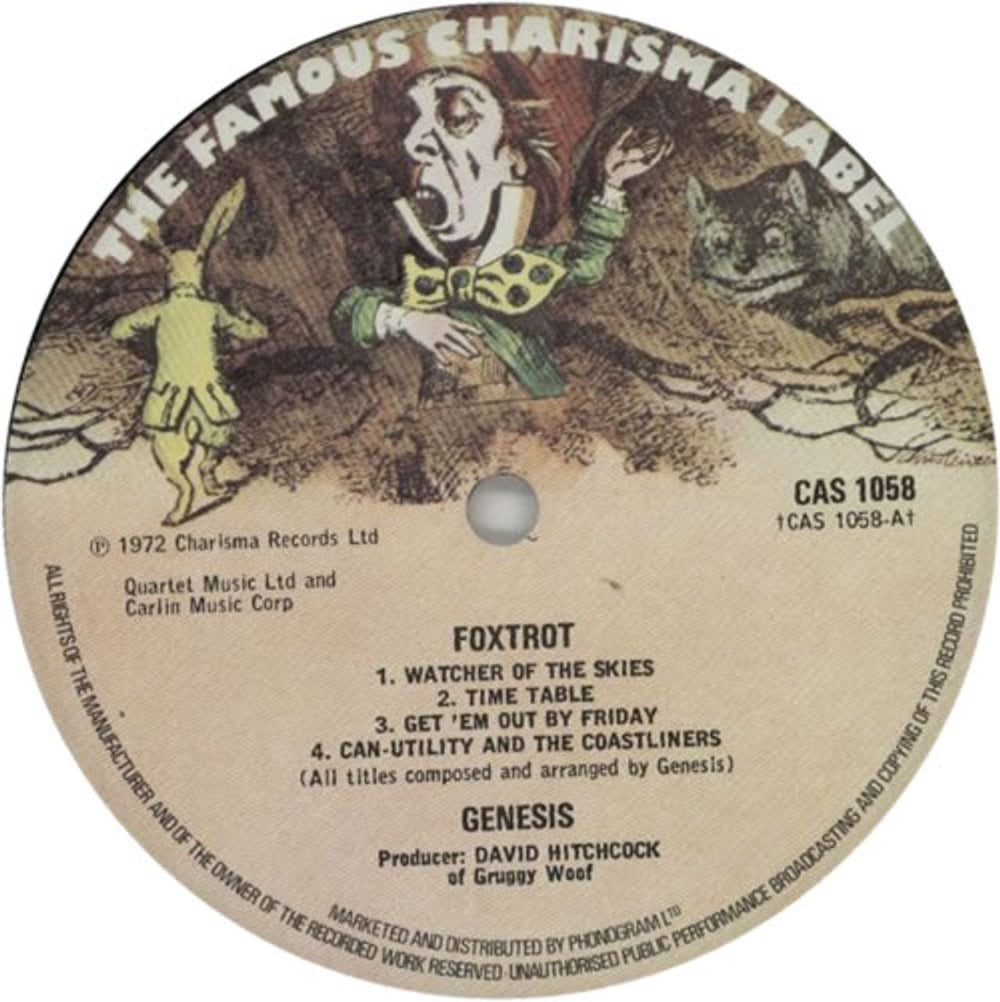 THE FAMOUS CHARISMA LABEL
CAS 1058
†CAS 1058-A†
℗ 1972 Charisma Records Ltd
Quartet Music Ltd and
Carlin Music Corp
FOXTROT
1. WATCHER OF THE SKIES
2. TIME TABLE
3. GET 'EM OUT BY FRIDAY
4. CAN-UTILITY AND THE COASTLINERS
(All titles composed and arranged by Genesis)
GENESIS
Producer: DAVID HITCHCOCK
of Gruggy Woof
MARKETED AND DISTRIBUTED BY PHONOGRAM LTD
ALL RIGHTS OF THE MANUFACTURER AND OF THE OWNER OF THE RECORDED WORK RESERVED·UNAUTHORISED PUBLIC PERFORMANCE BROADCASTING AND COPYING OF THIS RECORD PROHIBITED